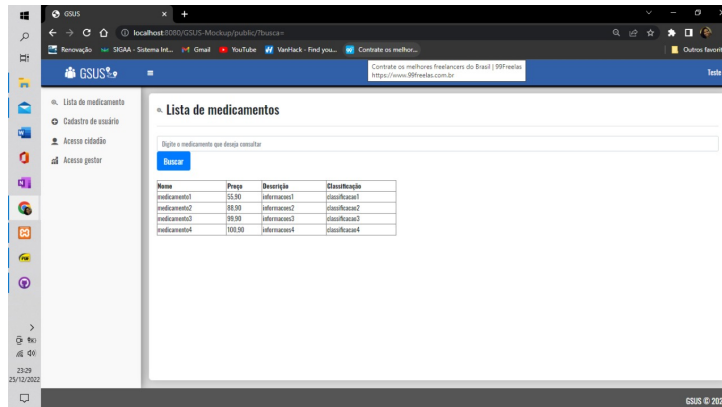 GSUS
localhost:8080/GSUS-Mockup/public/?busca=
Renovação
SIGAA - Sistema Int...
Gmail
YouTube
VanHack - Find you...
Contrate os melhor...
Outros favorit
Contrate os melhores freelancers do Brasil | 99Freelas
https://www.99freelas.com.br
GSUS
Teste
Lista de medicamento
Cadastro de usuário
Acesso cidadão
Acesso gestor
Lista de medicamentos
Digite o medicamento que deseja consultar
Buscar
Nome Preço Descrição Classificação
medicamento1 55,90 informacoes1 classificacao1
medicamento2 88,90 informacoes2 classificacao2
medicamento3 99,90 informacoes3 classificacao3
medicamento4 100,90 informacoes4 classificacao4
23:29
25/12/2022
GSUS © 202